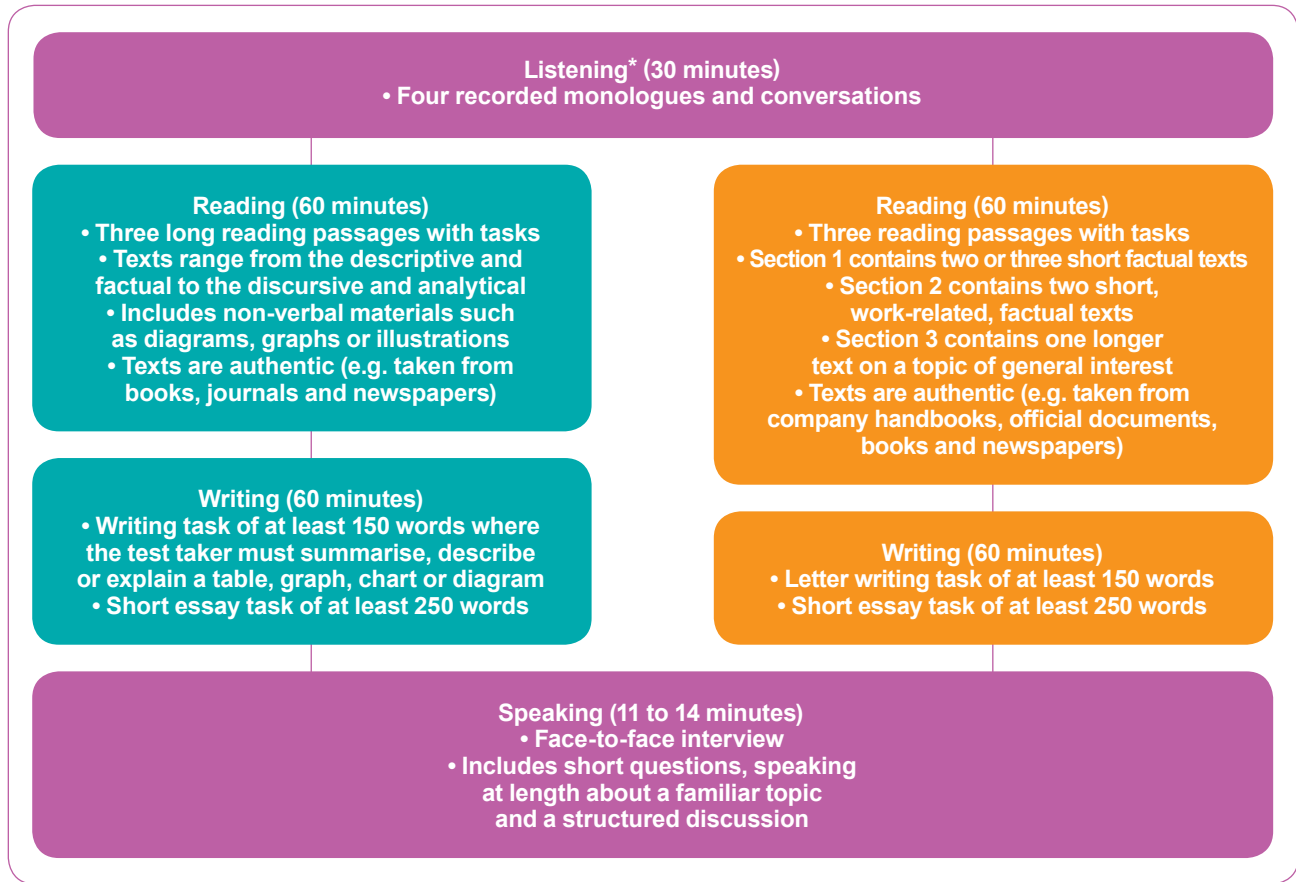 Listening* (30 minutes)
• Four recorded monologues and conversations
Reading (60 minutes)
• Three long reading passages with tasks
• Texts range from the descriptive and
factual to the discursive and analytical
• Includes non-verbal materials such
as diagrams, graphs or illustrations
• Texts are authentic (e.g. taken from
books, journals and newspapers)
Writing (60 minutes)
• Writing task of at least 150 words where
the test taker must summarise, describe
or explain a table, graph, chart or diagram
• Short essay task of at least 250 words
Reading (60 minutes)
• Three reading passages with tasks
• Section 1 contains two or three short factual texts
• Section 2 contains two short,
work-related, factual texts
• Section 3 contains one longer
text on a topic of general interest
• Texts are authentic (e.g. taken from
company handbooks, official documents,
books and newspapers)
Writing (60 minutes)
• Letter writing task of at least 150 words
• Short essay task of at least 250 words
Speaking (11 to 14 minutes)
• Face-to-face interview
• Includes short questions, speaking
at length about a familiar topic
and a structured discussion